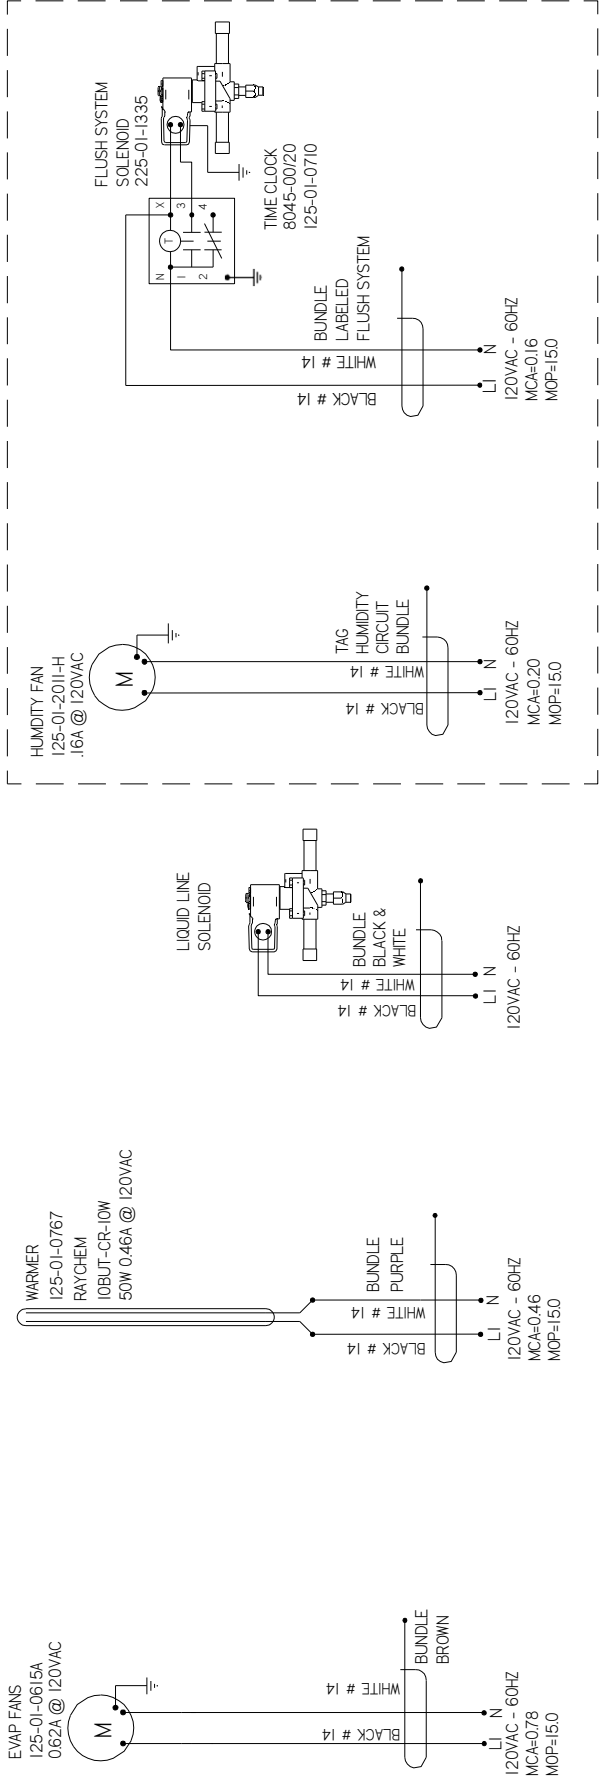 EVAP FANS
125-01-0615A
0.62A @ 120VAC
M
BLACK # 14
WHITE # 14
BUNDLE
BROWN
L1
N
120VAC - 60HZ
MCA=0.78
MOP=15.0
WARMER
125-01-0767
RAYCHEM
10BUT-CR-10W
50W 0.46A @ 120VAC
BLACK # 14
WHITE # 14
BUNDLE
PURPLE
L1
N
120VAC - 60HZ
MCA=0.46
MOP=15.0
LIQUID LINE
SOLENOID
BLACK # 14
WHITE # 14
BUNDLE
BLACK &
WHITE
L1
N
120VAC - 60HZ
HUMDITY FAN
125-01-2011-H
.16A @ 120VAC
M
BLACK # 14
WHITE # 14
TAG
HUMIDITY
CIRCUIT
BUNDLE
L1
N
120VAC - 60HZ
MCA=0.20
MOP=15.0
FLUSH SYSTEM
SOLENOID
225-01-1335
N
X
T
1
3
2
4
TIME CLOCK
8045-00/20
125-01-0710
BLACK # 14
WHITE # 14
BUNDLE
LABELED
FLUSH SYSTEM
L1
N
120VAC - 60HZ
MCA=0.16
MOP=15.0